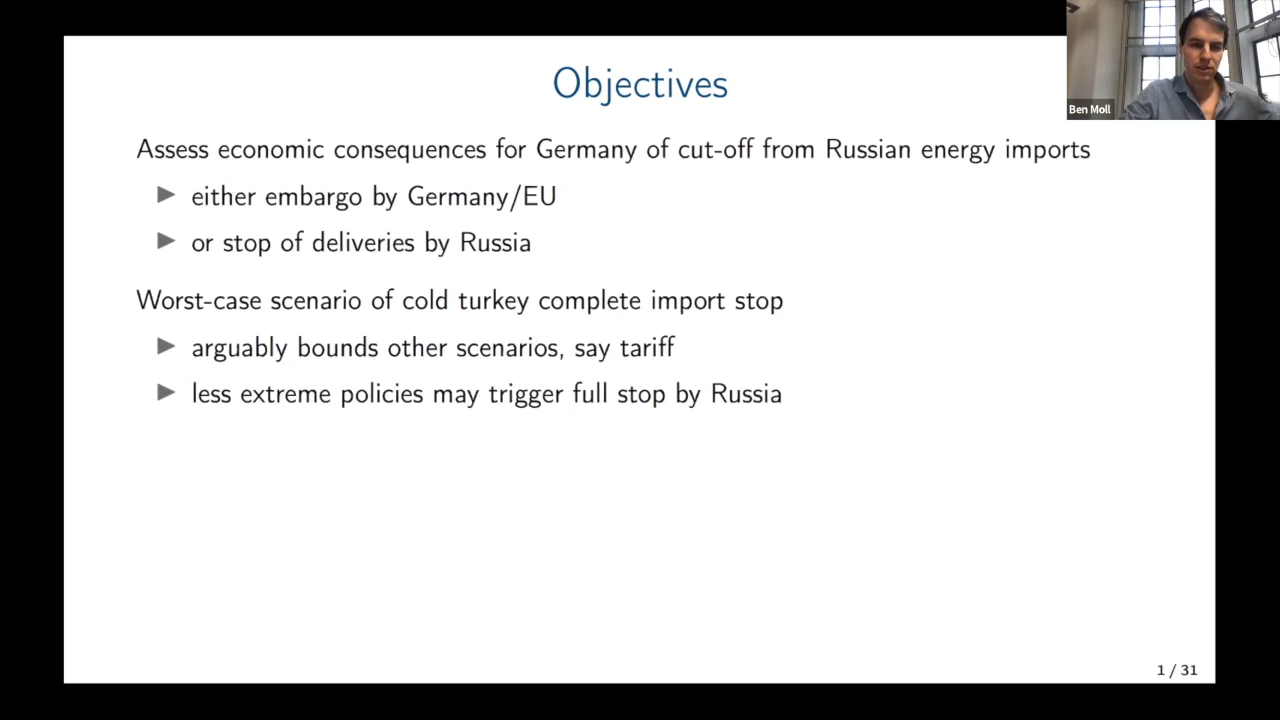 Objectives
Ben Moll
Assess economic consequences for Germany of cut-off from Russian energy imports
either embargo by Germany/EU
or stop of deliveries by Russia
Worst-case scenario of cold turkey complete import stop
arguably bounds other scenarios, say tariff
less extreme policies may trigger full stop by Russia
1 / 31